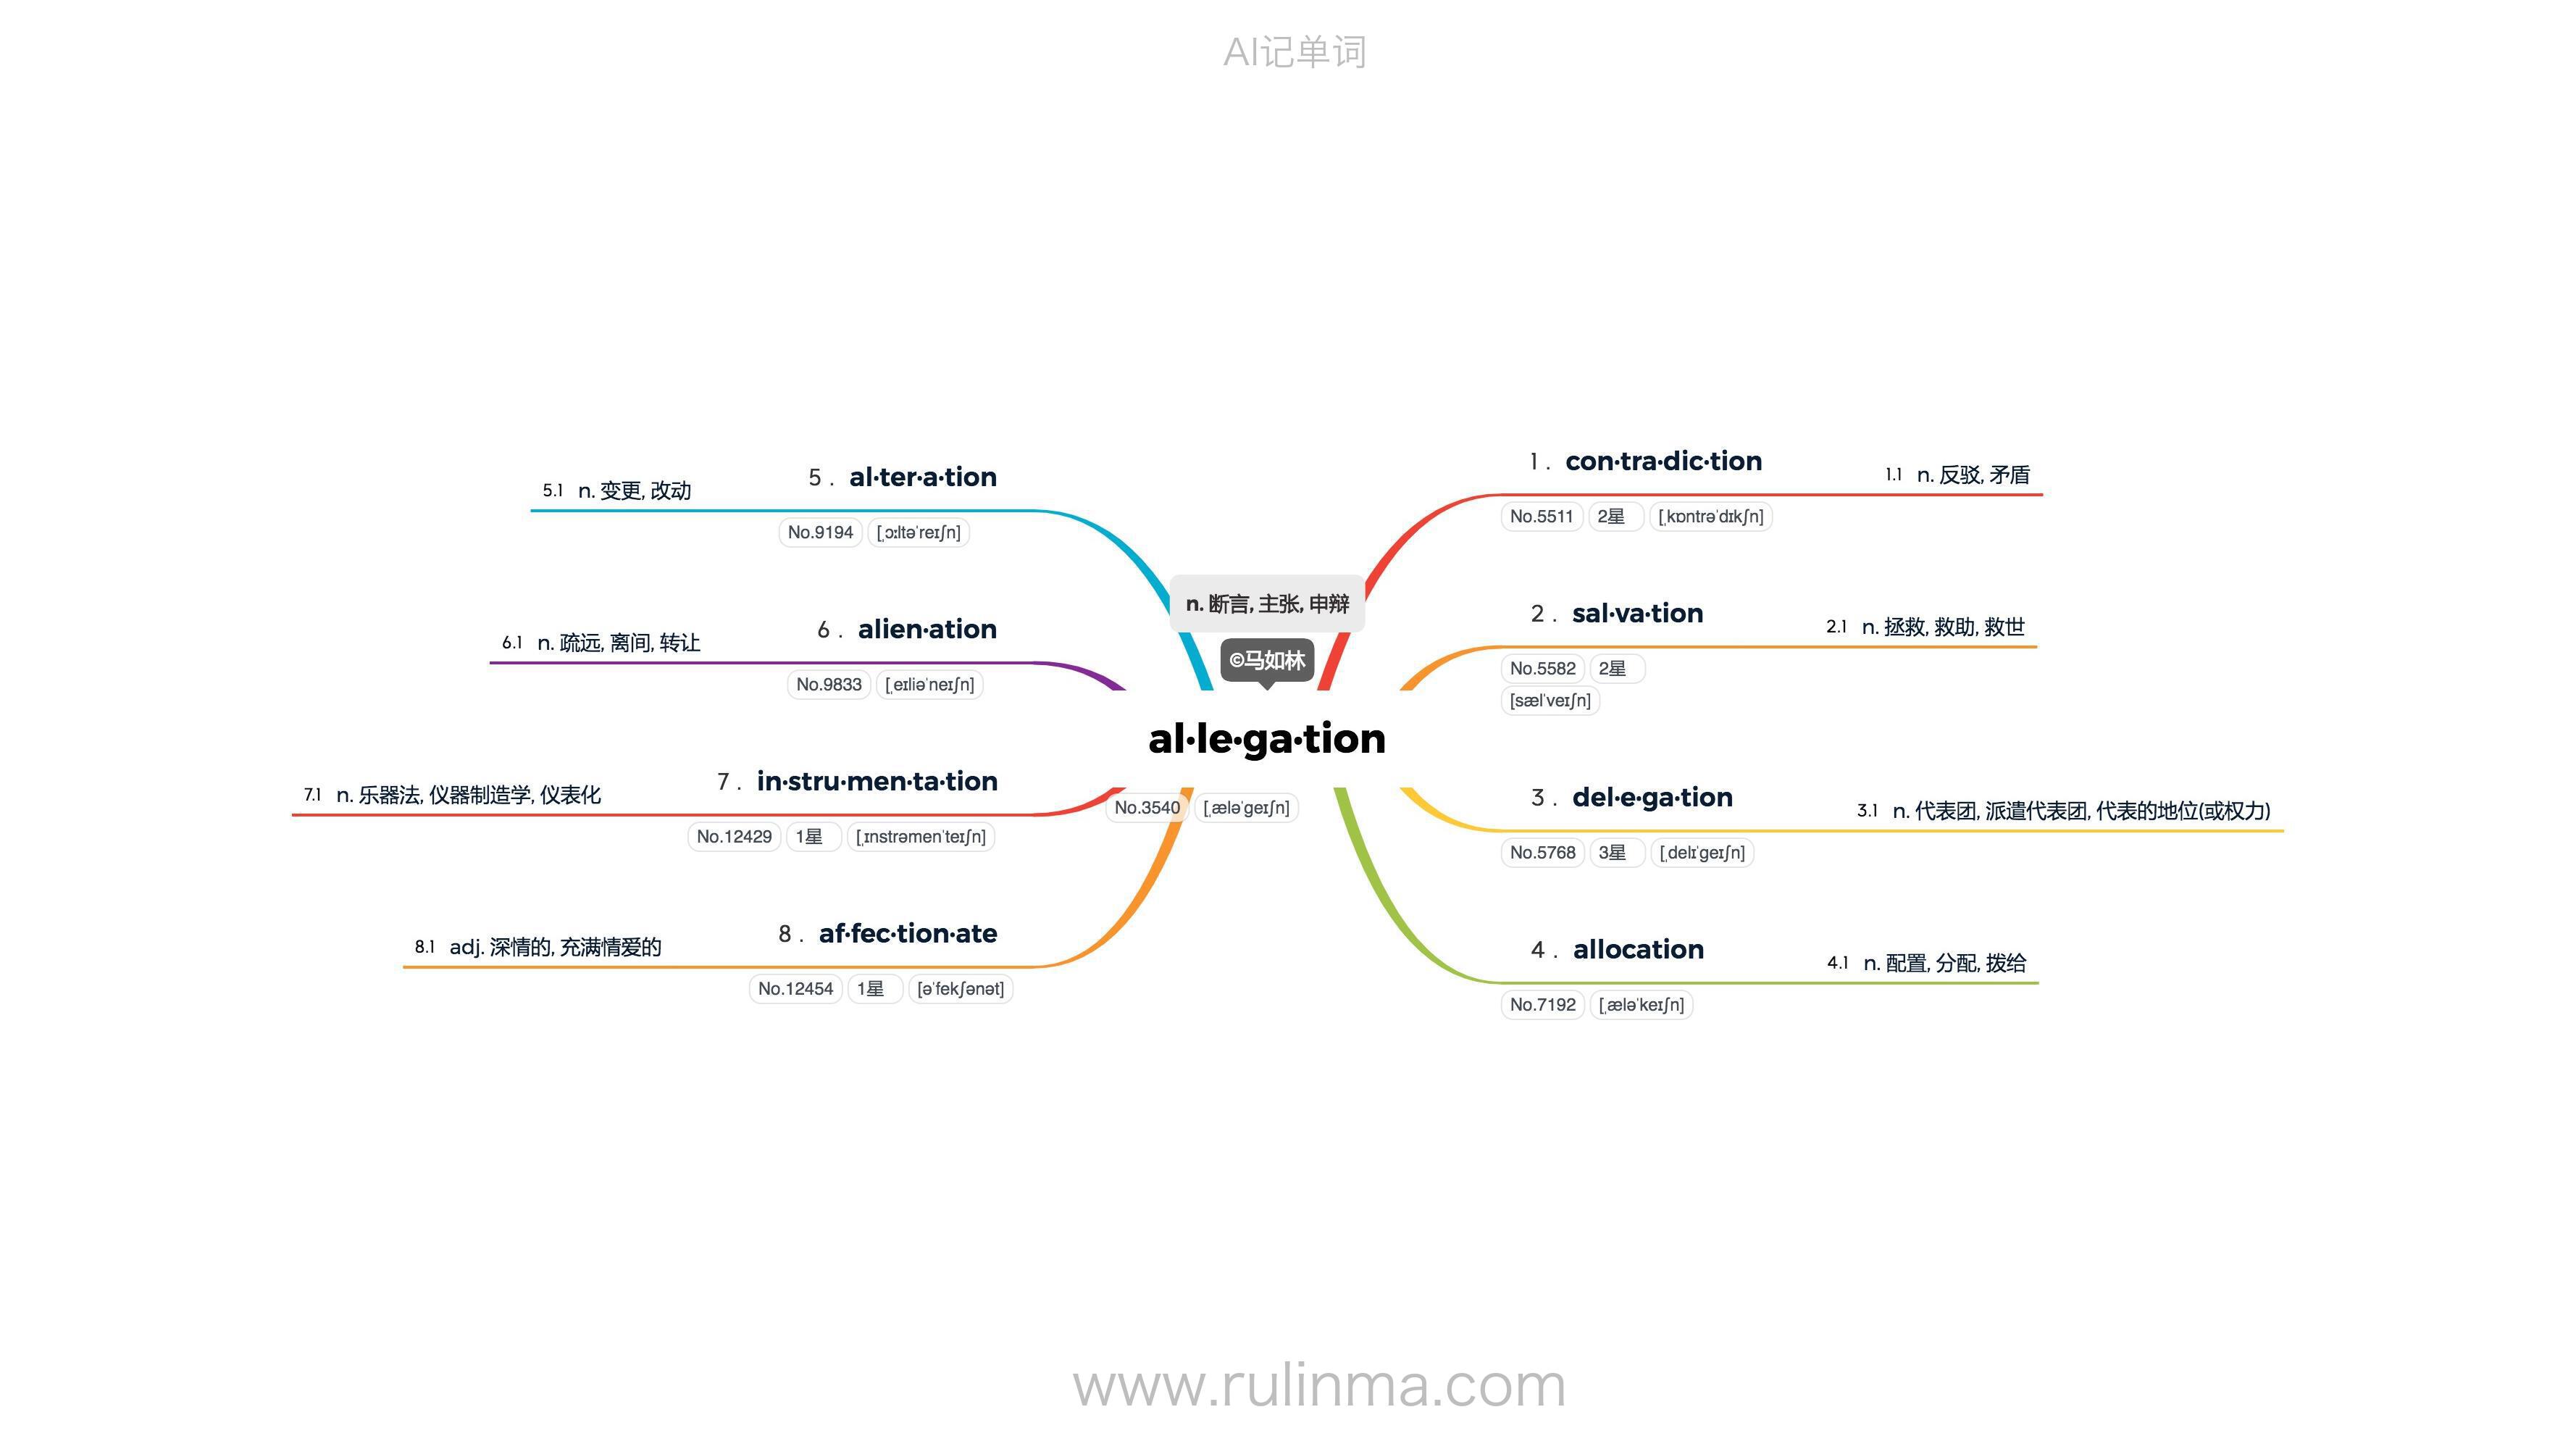 AI记单词
n. 断言, 主张, 申辩
©马如林
al·le·ga·tion
No.3540 [ˌæləˈɡeɪʃn]
1 . con·tra·dic·tion
No.5511 2星 [ˌkɒntrəˈdɪkʃn]
1.1 n. 反驳, 矛盾
2 . sal·va·tion
No.5582 2星
[sælˈveɪʃn]
2.1 n. 拯救, 救助, 救世
3 . del·e·ga·tion
No.5768 3星 [ˌdelɪˈɡeɪʃn]
3.1 n. 代表团, 派遣代表团, 代表的地位(或权力)
4 . allocation
No.7192 [ˌæləˈkeɪʃn]
4.1 n. 配置, 分配, 拨给
5 . al·ter·a·tion
No.9194 [ˌɔːltəˈreɪʃn]
5.1 n. 变更, 改动
6 . alien·ation
No.9833 [ˌeɪliəˈneɪʃn]
6.1 n. 疏远, 离间, 转让
7 . in·stru·men·ta·tion
No.12429 1星 [ˌɪnstrəmenˈteɪʃn]
7.1 n. 乐器法, 仪器制造学, 仪表化
8 . af·fec·tion·ate
No.12454 1星 [əˈfekʃənət]
8.1 adj. 深情的, 充满情爱的
www.rulinma.com